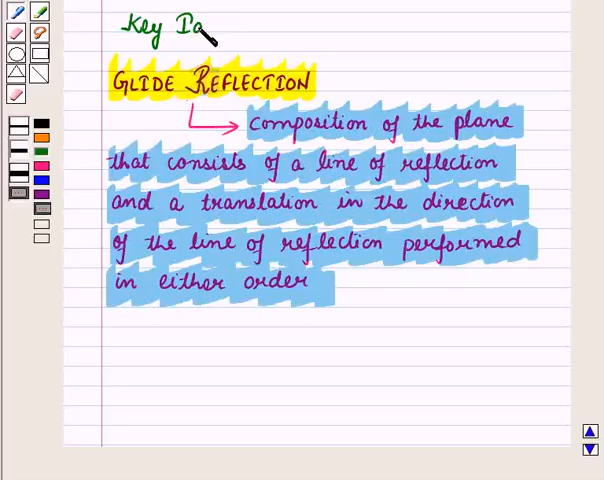 Key
GLIDE REFLECTION
composition of the plane
that consists of a line of reflection
and a translation in the direction
of the line of reflection performed
in either order